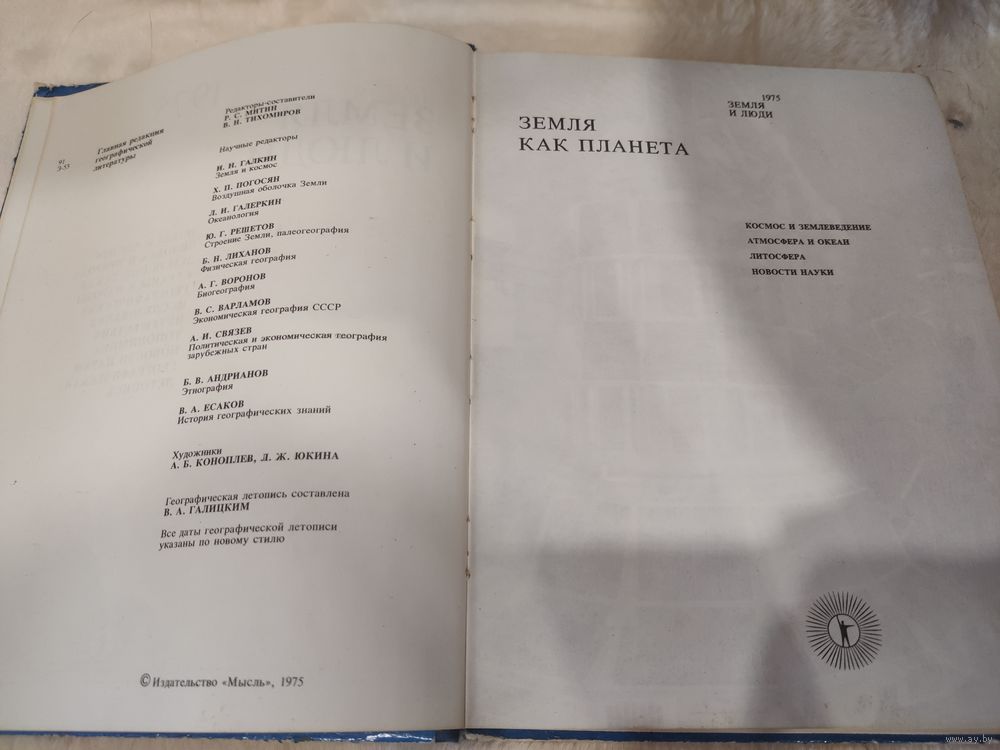 91
З-53
Главная редакция
географической
литературы
Редакторы-составители
Р. С. МИТИН
В. Н. ТИХОМИРОВ
Научные редакторы
И. Н. ГАЛКИН
Земля и космос
Х. П. ПОГОСЯН
Воздушная оболочка Земли
Л. И. ГАЛЕРКИН
Океанология
Ю. Г. РЕШЕТОВ
Строение Земли, палеогеография
Б. Н. ЛИХАНОВ
Физическая география
А. Г. ВОРОНОВ
Биогеография
В. С. ВАРЛАМОВ
Экономическая география СССР
А. И. СВЯЗЕВ
Политическая и экономическая география
зарубежных стран
Б. В. АНДРИАНОВ
Этнография
В. А. ЕСАКОВ
История географических знаний
Художники
А. Б. КОНОПЛЕВ, Д. Ж. ЮКИНА
Географическая летопись составлена
В. А. ГАЛИЦКИМ
Все даты географической летописи
указаны по новому стилю
© Издательство «Мысль», 1975
1975
ЗЕМЛЯ
И ЛЮДИ
ЗЕМЛЯ
КАК ПЛАНЕТА
КОСМОС И ЗЕМЛЕВЕДЕНИЕ
АТМОСФЕРА И ОКЕАН
ЛИТОСФЕРА
НОВОСТИ НАУКИ
www.ay.by